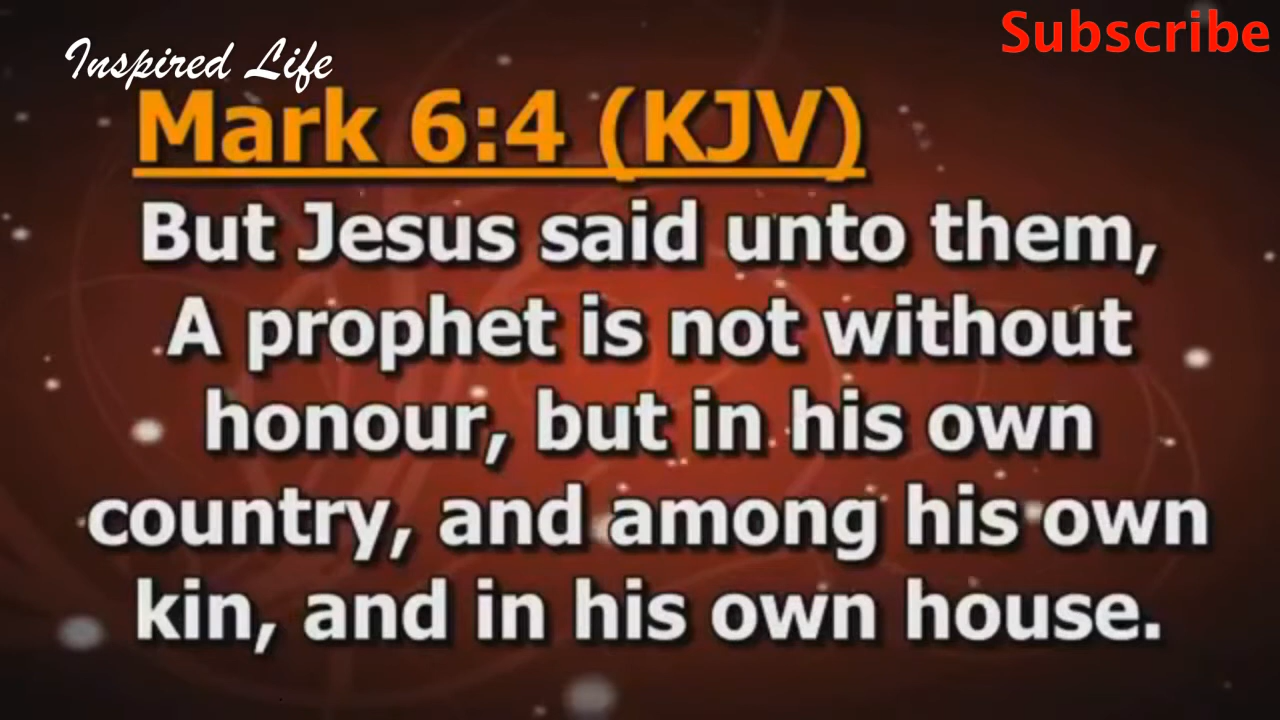 Inspired Life
Subscribe
Mark 6:4 (KJV)
But Jesus said unto them,
A prophet is not without
honour, but in his own
country, and among his own
kin, and in his own house.